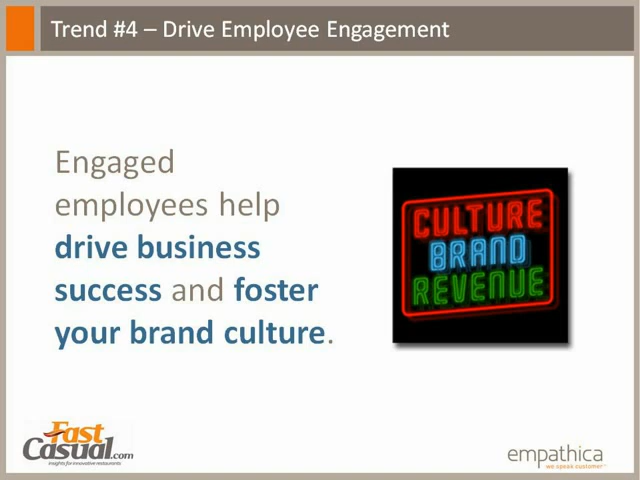 Trend #4 – Drive Employee Engagement
Engaged
employees help
drive business
success and foster
your brand culture.
CULTURE
BRAND
REVENUE
Fast
Casual.com
insights for innovative restaurants
empathica
we speak customer™